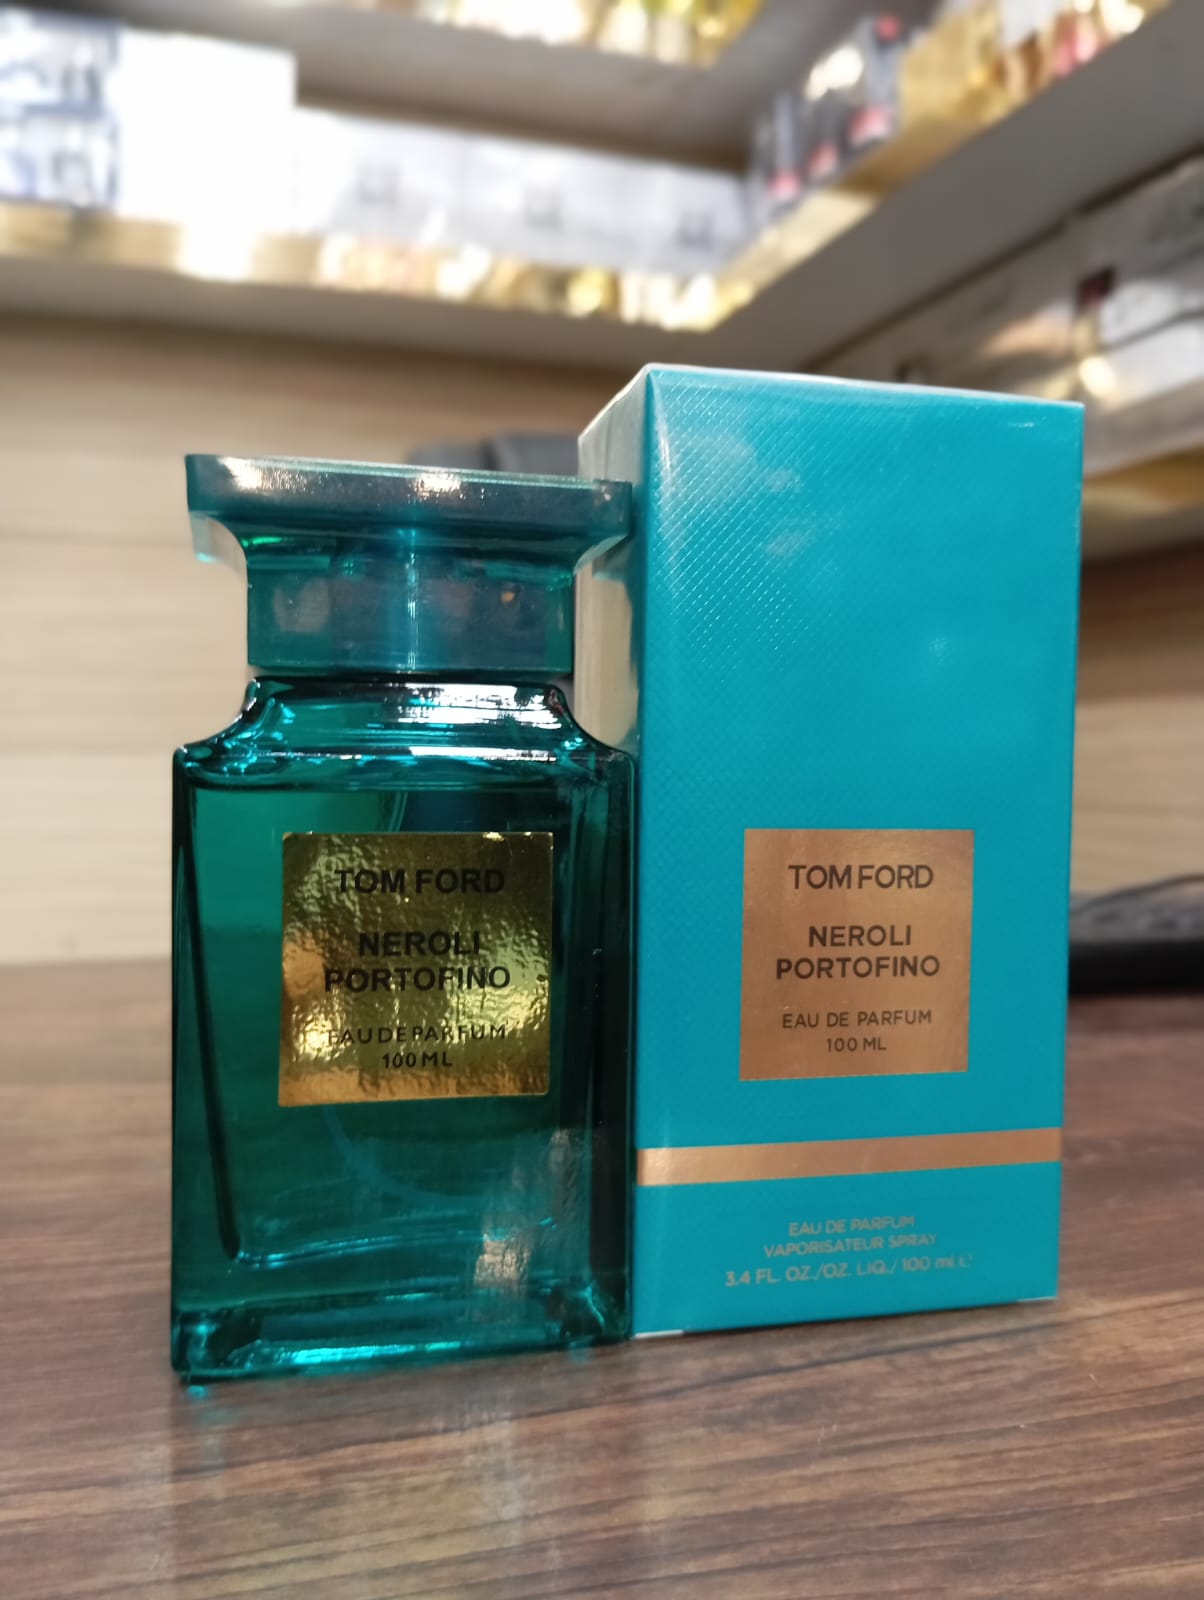 TOM FORD
NEROLI
PORTOFINO
EAU DE PARFUM
100 ML
TOM FORD
NEROLI
PORTOFINO
EAU DE PARFUM
100 ML
EAU DE PARFUM
VAPORISATEUR SPRAY
3.4 FL. OZ./OZ. LIQ./100 ml ℮